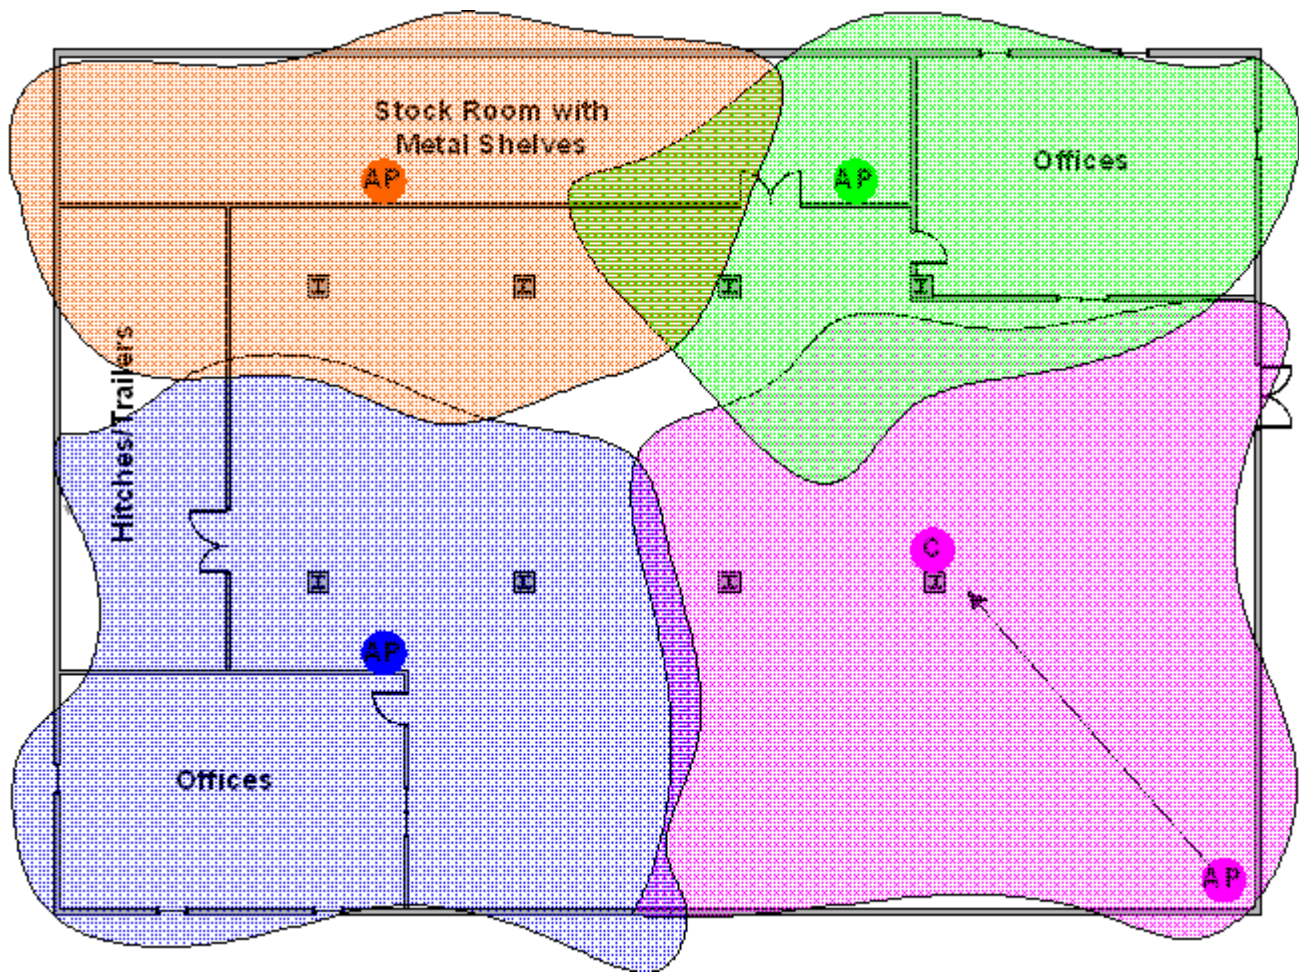 Stock Room with
Metal Shelves
AP
AP
Offices
I
I
I
I
Hitches/Trailers
C
I
I
I
I
AP
Offices
AP